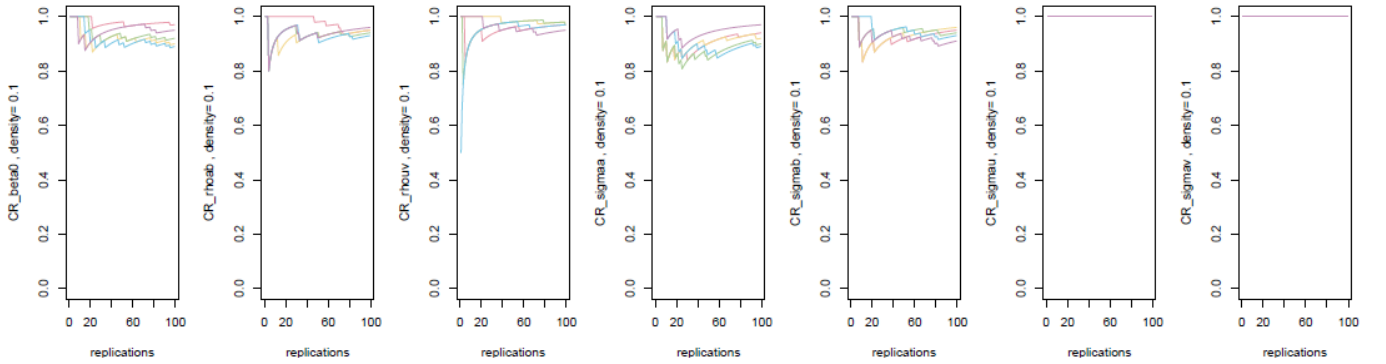 CR_beta0 , density= 0.1
0.0 0.2 0.4 0.6 0.8 1.0
0 20 60 100
replications
CR_rhoab , density= 0.1
0.0 0.2 0.4 0.6 0.8 1.0
0 20 60 100
replications
CR_rhouv , density= 0.1
0.0 0.2 0.4 0.6 0.8 1.0
0 20 60 100
replications
CR_sigmaa , density= 0.1
0.0 0.2 0.4 0.6 0.8 1.0
0 20 60 100
replications
CR_sigmab , density= 0.1
0.0 0.2 0.4 0.6 0.8 1.0
0 20 60 100
replications
CR_sigmau , density= 0.1
0.0 0.2 0.4 0.6 0.8 1.0
0 20 60 100
replications
CR_sigmav , density= 0.1
0.0 0.2 0.4 0.6 0.8 1.0
0 20 60 100
replications